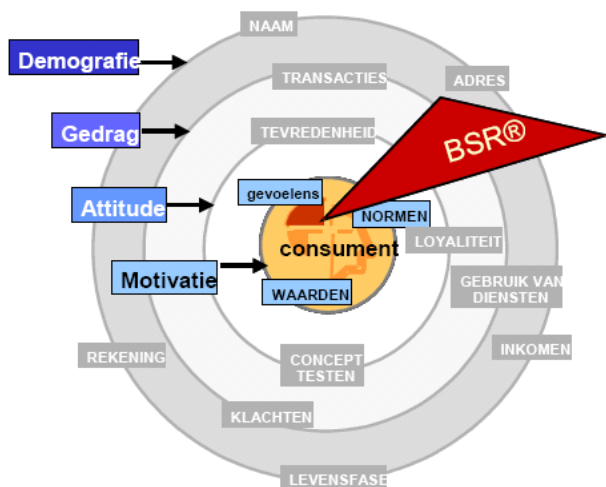 NAAM
Demografie
TRANSACTIES
ADRES
Gedrag
TEVREDENHEID
BSR®
gevoelens
Attitude
NORMEN
consument
LOYALITEIT
Motivatie
WAARDEN
GEBRUIK VAN
DIENSTEN
REKENING
CONCEPT
TESTEN
INKOMEN
KLACHTEN
LEVENSFASE